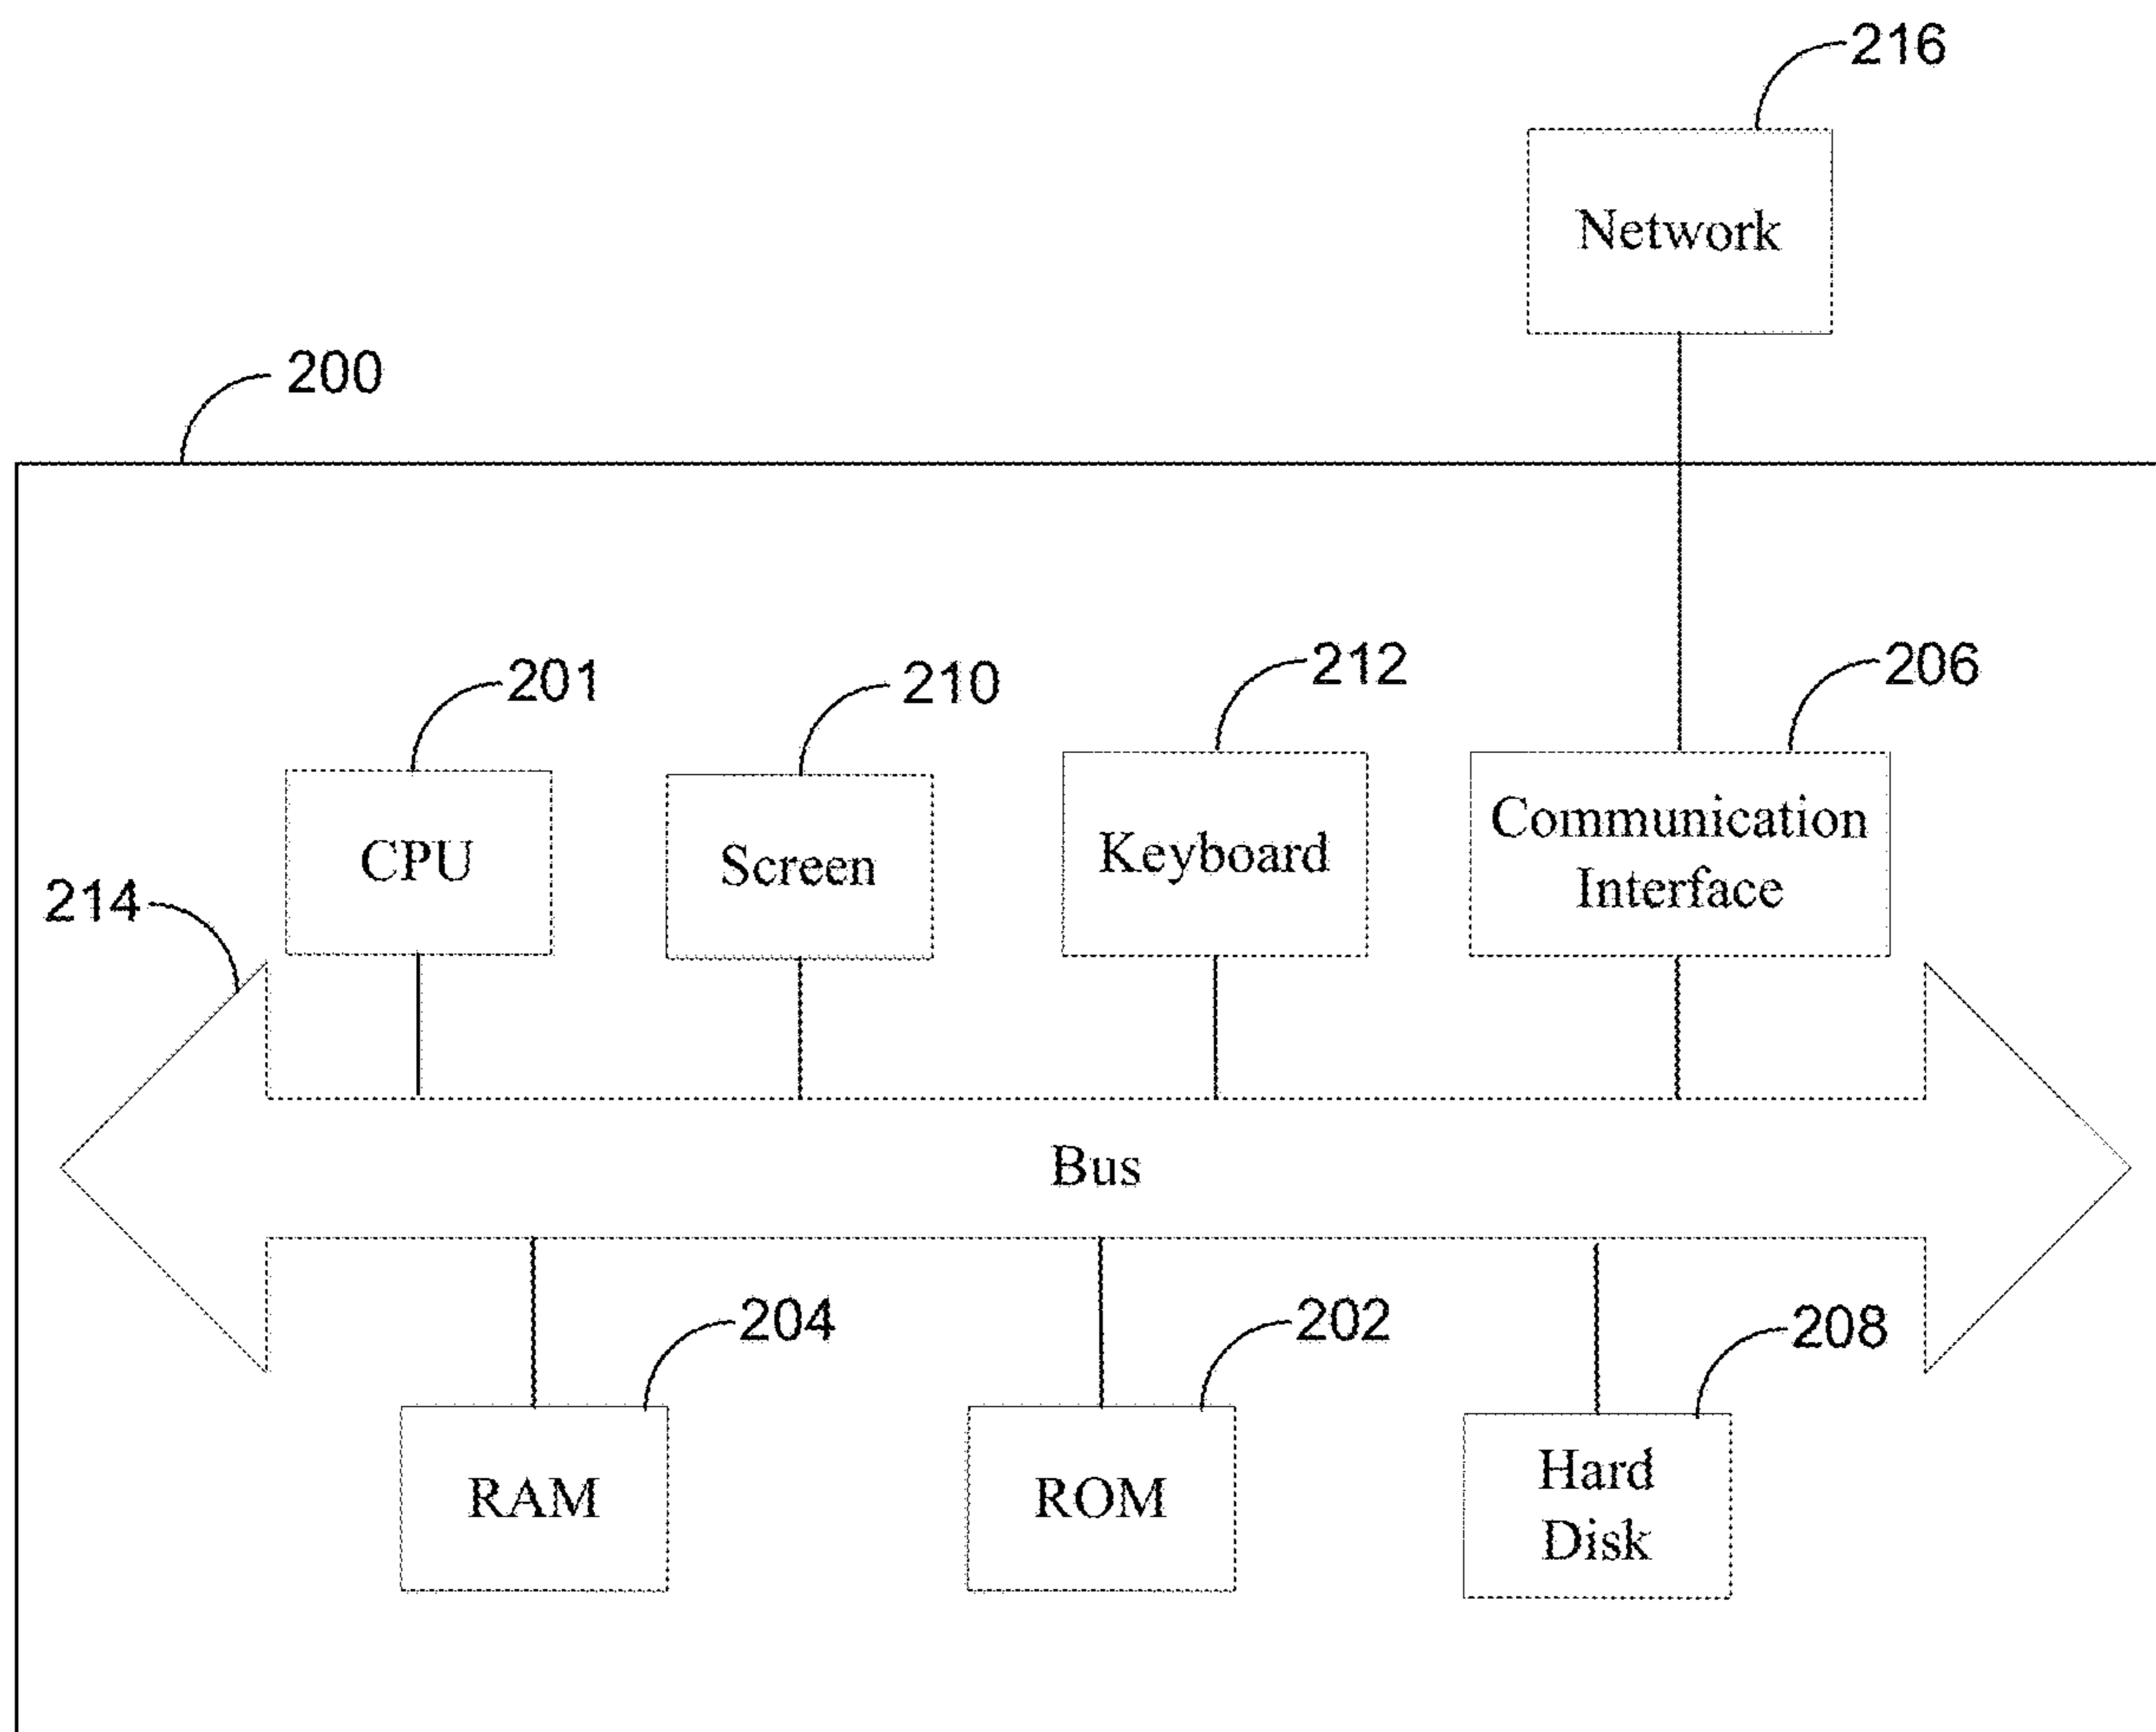 216
Network
200
201
210
212
206
CPU
Screen
Keyboard
Communication
Interface
214
Bus
204
202
208
RAM
ROM
Hard
Disk